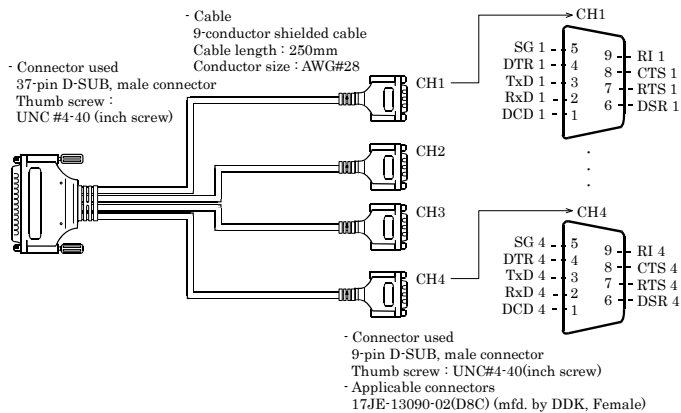 - Cable
9-conductor shielded cable
Cable length : 250mm
Conductor size : AWG#28
- Connector used
37-pin D-SUB, male connector
Thumb screw :
UNC #4-40 (inch screw)
CH1
CH2
CH3
CH4
CH1
SG 1 - 5
DTR 1 - 4
TxD 1 - 3
RxD 1 - 2
DCD 1 - 1
9 - RI 1
8 - CTS 1
7 - RTS 1
6 - DSR 1
CH4
SG 4 - 5
DTR 4 - 4
TxD 4 - 3
RxD 4 - 2
DCD 4 - 1
9 - RI 4
8 - CTS 4
7 - RTS 4
6 - DSR 4
- Connector used
9-pin D-SUB, male connector
Thumb screw : UNC#4-40(inch screw)
- Applicable connectors
17JE-13090-02(D8C) (mfd. by DDK, Female)